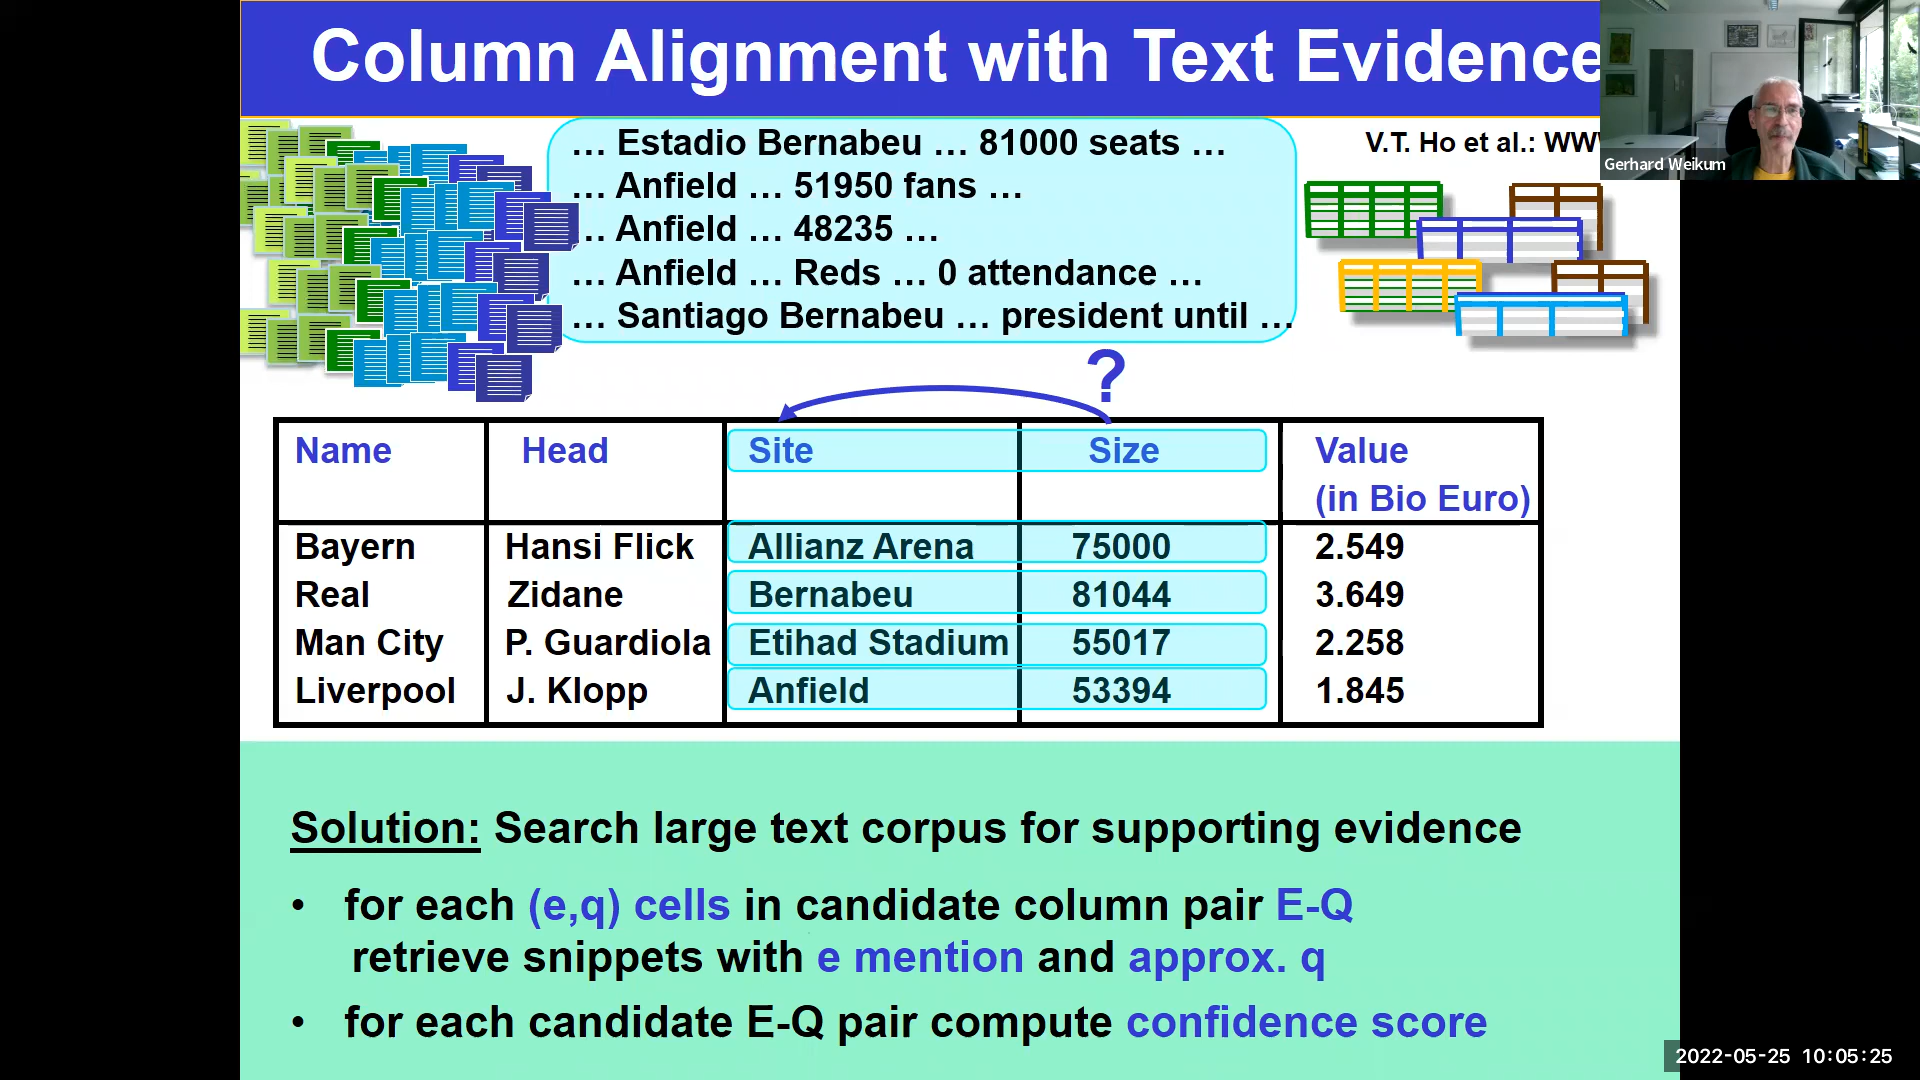 Column Alignment with Text Evidence
V.T. Ho et al.: WW
Gerhard Weikum
… Estadio Bernabeu … 81000 seats …
… Anfield … 51950 fans …
… Anfield … 48235 …
… Anfield … Reds … 0 attendance …
… Santiago Bernabeu … president until …
?
Name Head Site Size Value
(in Bio Euro)
Bayern Hansi Flick Allianz Arena 75000 2.549
Real Zidane Bernabeu 81044 3.649
Man City P. Guardiola Etihad Stadium 55017 2.258
Liverpool J. Klopp Anfield 53394 1.845
Solution: Search large text corpus for supporting evidence
• for each (e,q) cells in candidate column pair E-Q
retrieve snippets with e mention and approx. q
• for each candidate E-Q pair compute confidence score
2022-05-25 10:05:25